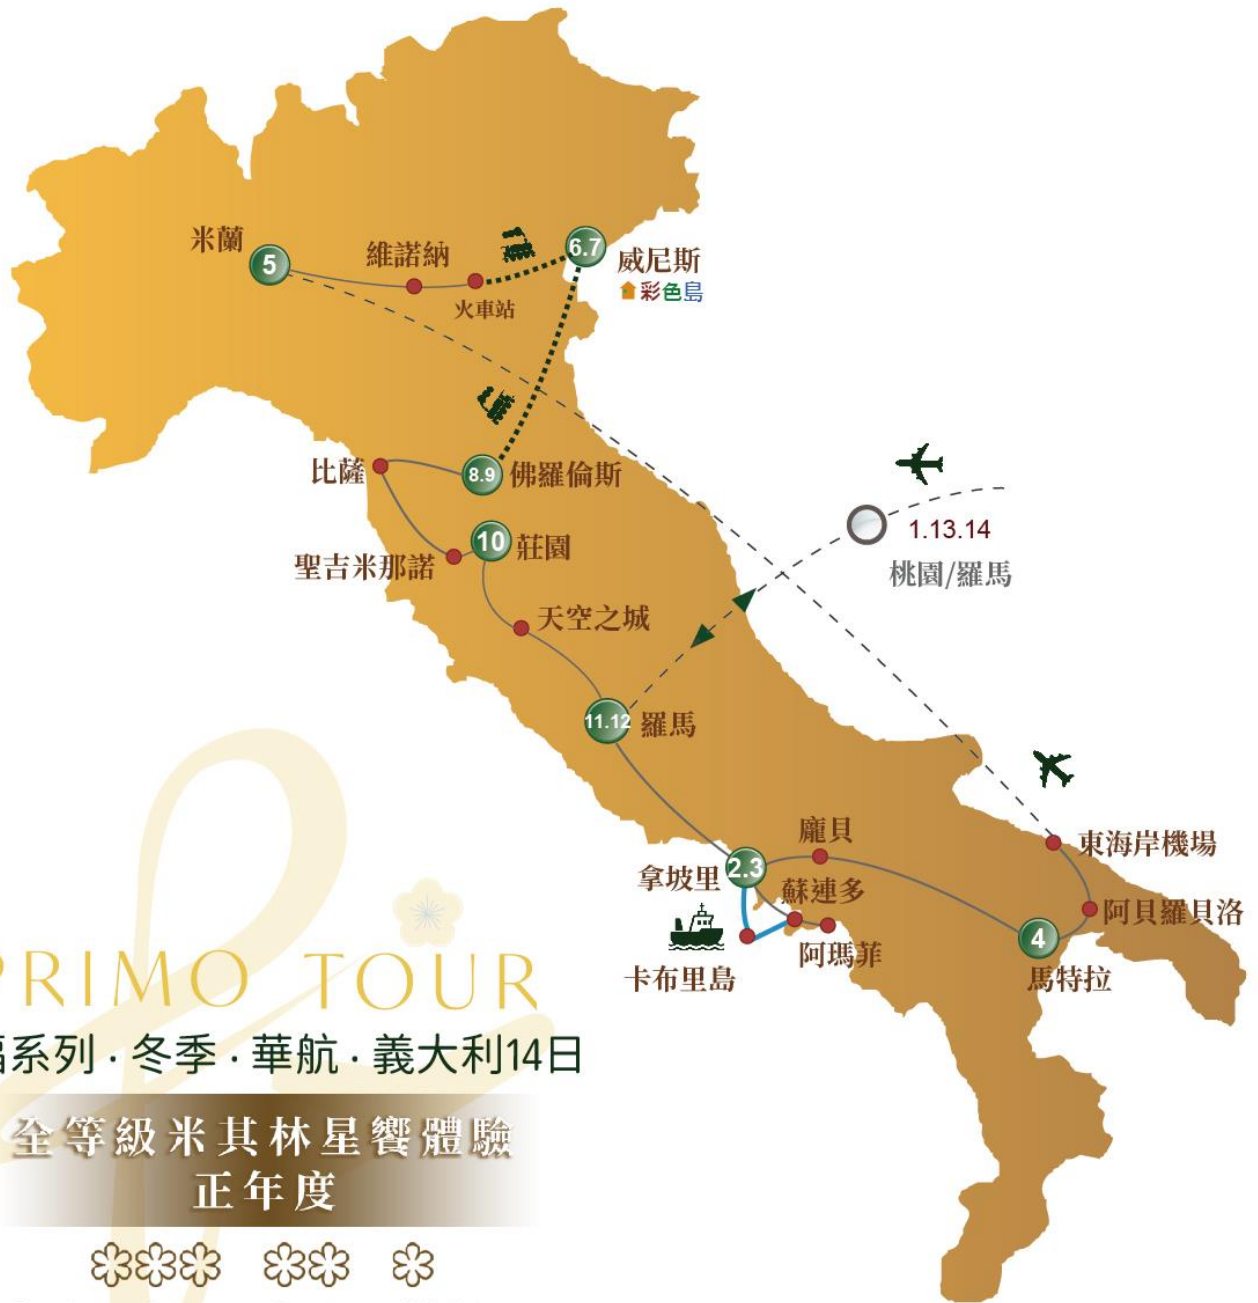 米蘭
5
維諾納
火車站
6.7
威尼斯
彩色島
比薩
8.9
佛羅倫斯
10
莊園
聖吉米那諾
天空之城
1.13.14
桃園/羅馬
11.12
羅馬
東海岸機場
龐貝
拿坡里
2.3
蘇連多
阿貝羅貝洛
4
馬特拉
阿瑪菲
卡布里島
PRIMO TOUR
系列·冬季·華航·義大利14日
全等級米其林星饗體驗
正年度